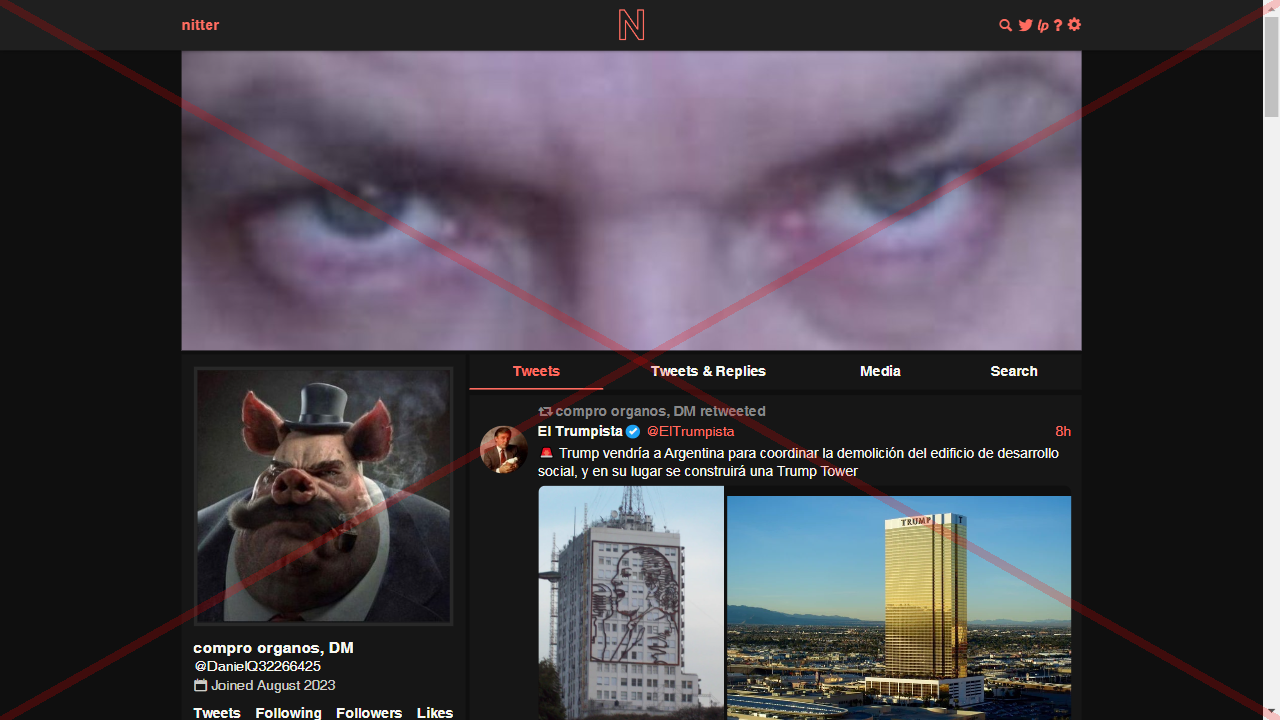 nitter
N
lp ?
Tweets
Tweets & Replies
Media
Search
compro organos, DM retweeted
El Trumpista @ElTrumpista 8h
Trump vendría a Argentina para coordinar la demolición del edificio de desarrollo
social, y en su lugar se construirá una Trump Tower
TRUMP
T
compro organos, DM
@DanielQ32266425
Joined August 2023
Tweets Following Followers Likes